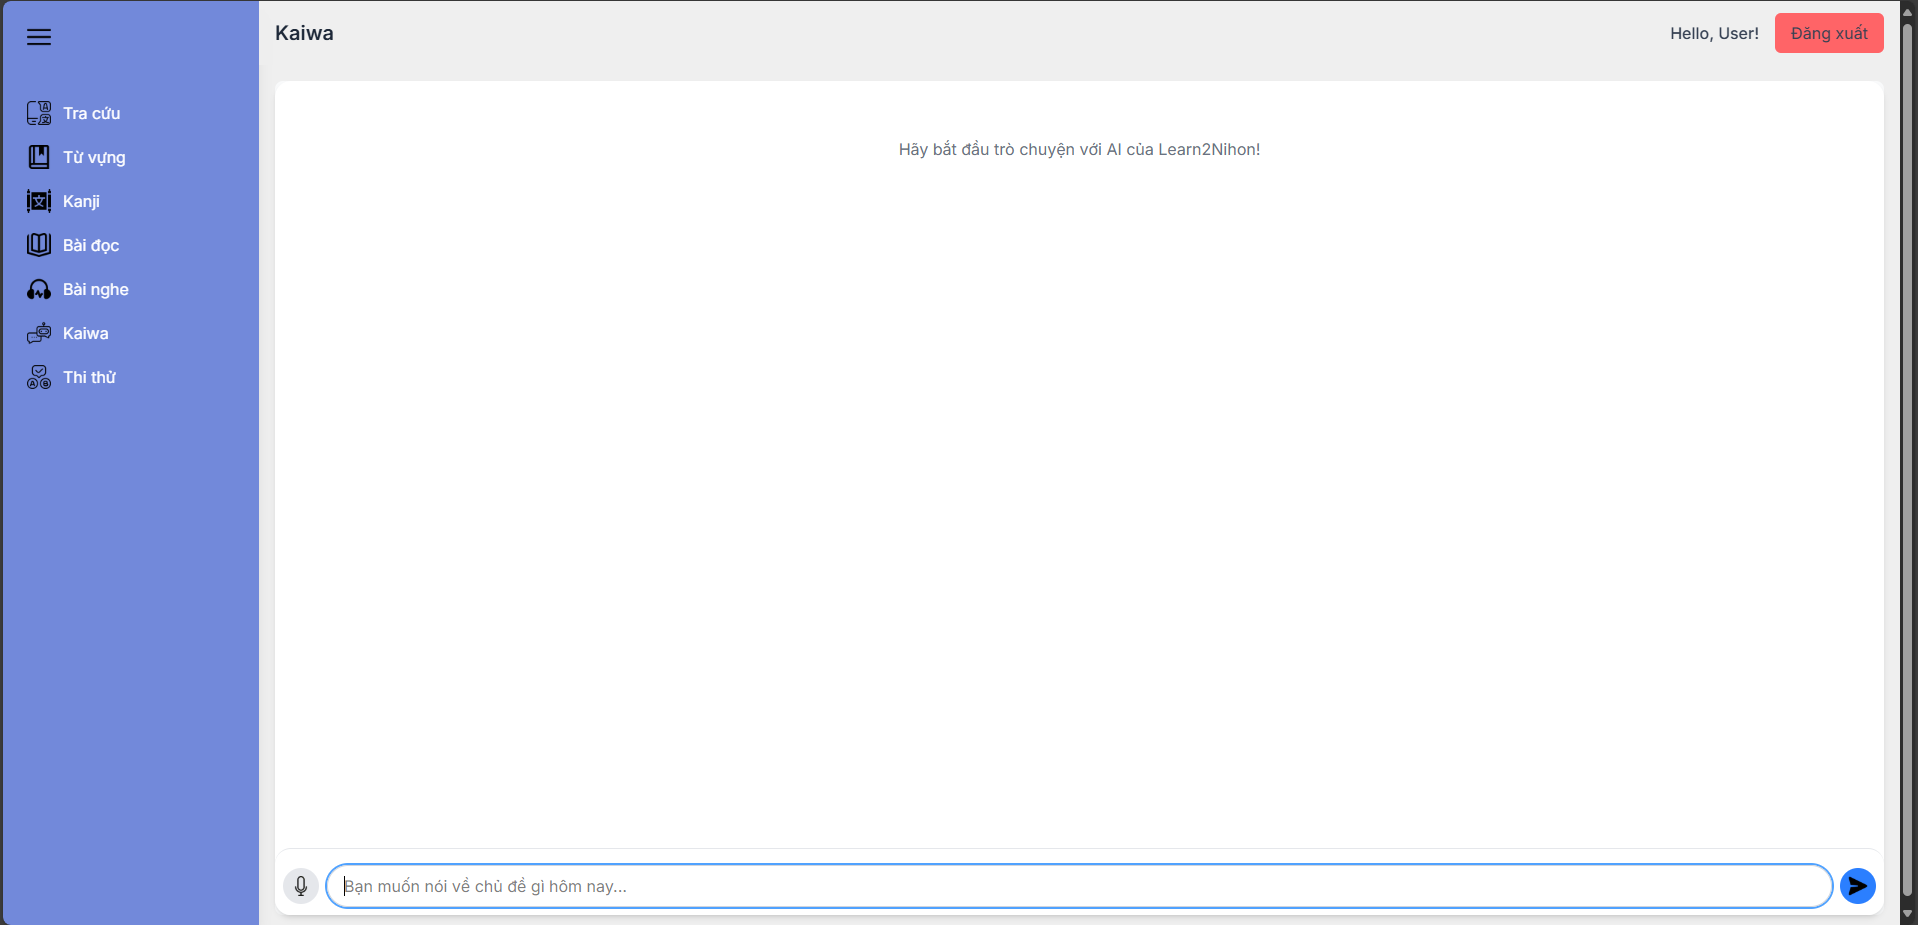 Kaiwa
Hello, User!
Đăng xuất
Tra cứu
Từ vựng
Kanji
Bài đọc
Bài nghe
Kaiwa
Thi thử
Hãy bắt đầu trò chuyện với AI của Learn2Nihon!
Bạn muốn nói về chủ đề gì hôm nay...